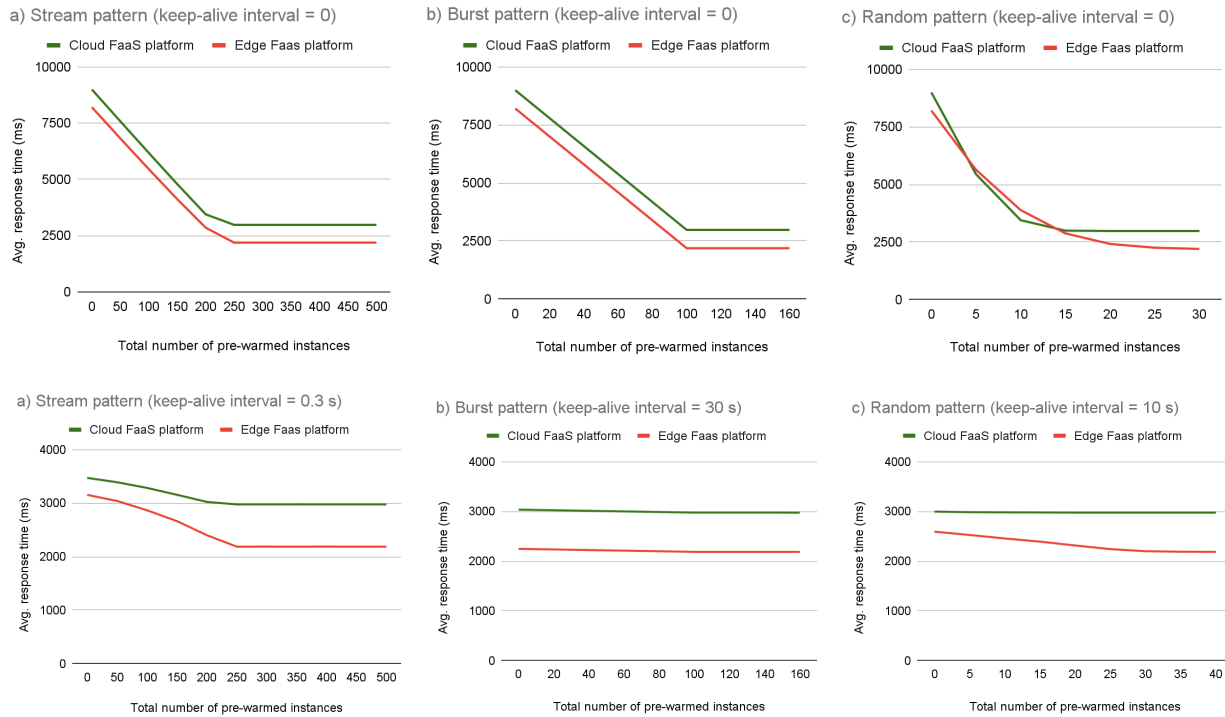 a) Stream pattern (keep-alive interval = 0)
Cloud FaaS platform Edge Faas platform
Avg. response time (ms)
10000
7500
5000
2500
0
0 50 100 150 200 250 300 350 400 450 500
Total number of pre-warmed instances
b) Burst pattern (keep-alive interval = 0)
Cloud FaaS platform Edge Faas platform
Avg. response time (ms)
10000
7500
5000
2500
0
0 20 40 60 80 100 120 140 160
Total number of pre-warmed instances
c) Random pattern (keep-alive interval = 0)
Cloud FaaS platform Edge Faas platform
Avg. response time (ms)
10000
7500
5000
2500
0
0 5 10 15 20 25 30
Total number of pre-warmed instances
a) Stream pattern (keep-alive interval = 0.3 s)
Cloud FaaS platform Edge Faas platform
Avg. response time (ms)
4000
3000
2000
1000
0
0 50 100 150 200 250 300 350 400 450 500
Total number of pre-warmed instances
b) Burst pattern (keep-alive interval = 30 s)
Cloud FaaS platform Edge Faas platform
Avg. response time (ms)
4000
3000
2000
1000
0
0 20 40 60 80 100 120 140 160
Total number of pre-warmed instances
c) Random pattern (keep-alive interval = 10 s)
Cloud FaaS platform Edge Faas platform
Avg. response time (ms)
4000
3000
2000
1000
0
0 5 10 15 20 25 30 35 40
Total number of pre-warmed instances